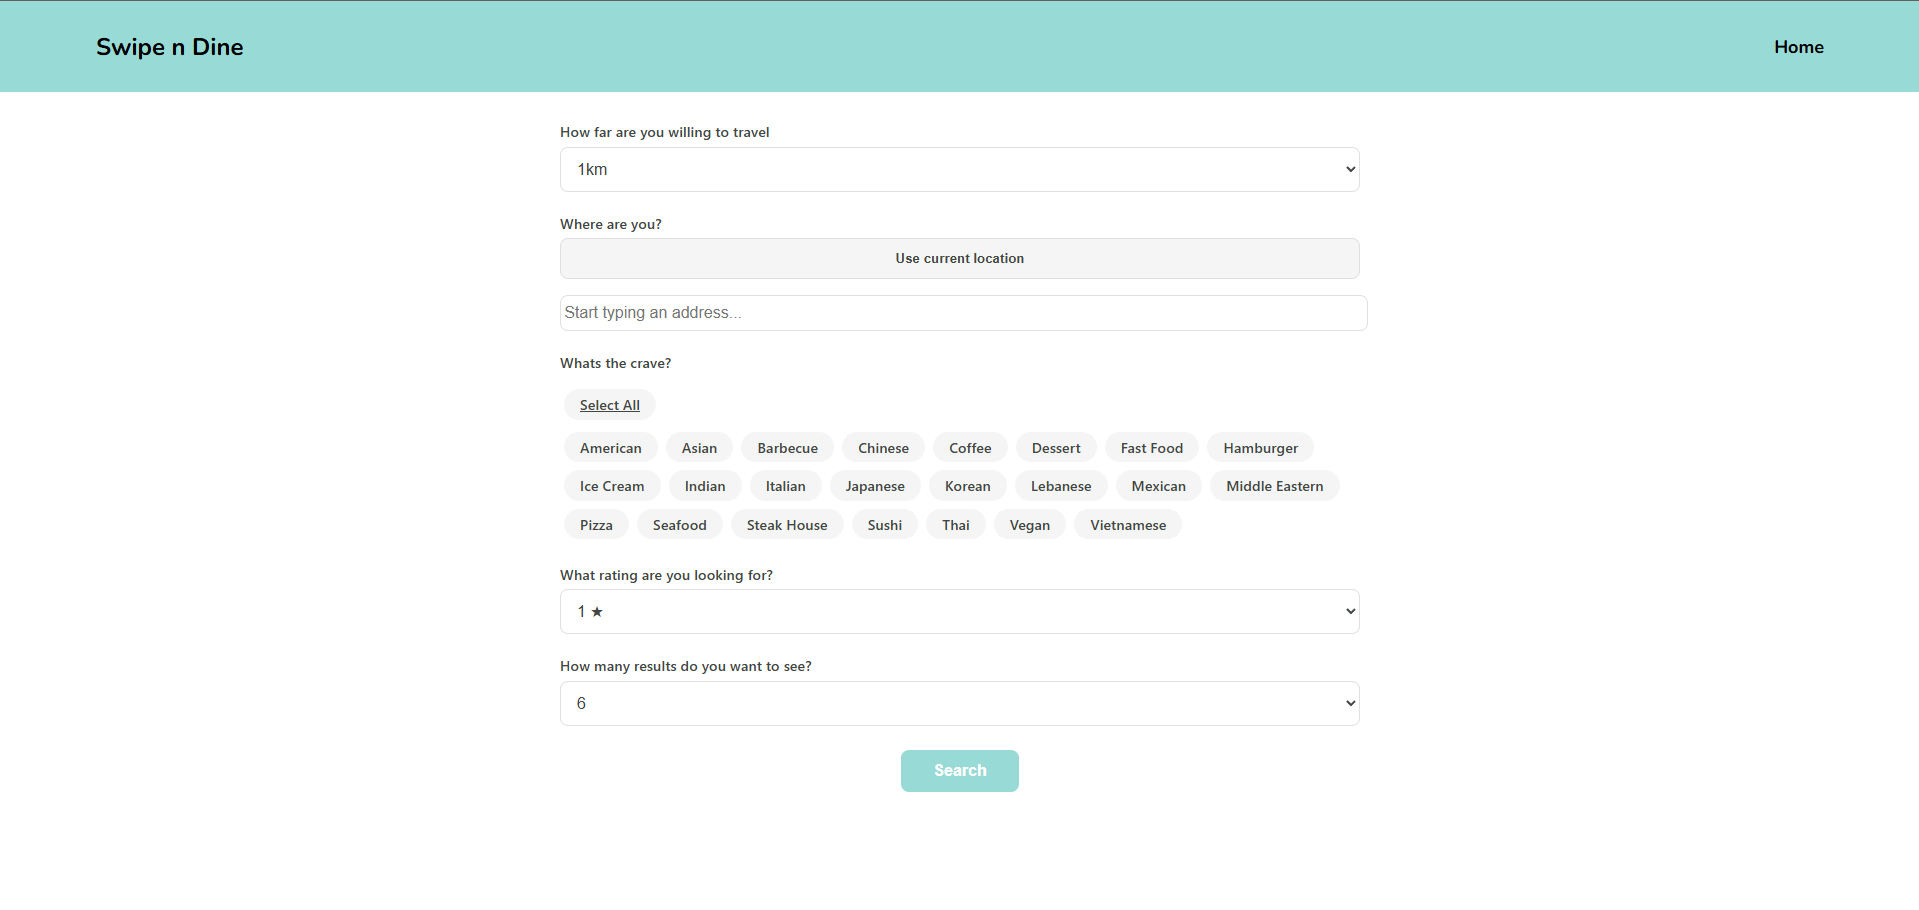 Swipe n Dine Home
How far are you willing to travel
1km
Where are you?
Use current location
Start typing an address...
Whats the crave?
Select All
American Asian Barbecue Chinese Coffee Dessert Fast Food Hamburger
Ice Cream Indian Italian Japanese Korean Lebanese Mexican Middle Eastern
Pizza Seafood Steak House Sushi Thai Vegan Vietnamese
What rating are you looking for?
1 ★
How many results do you want to see?
6
Search